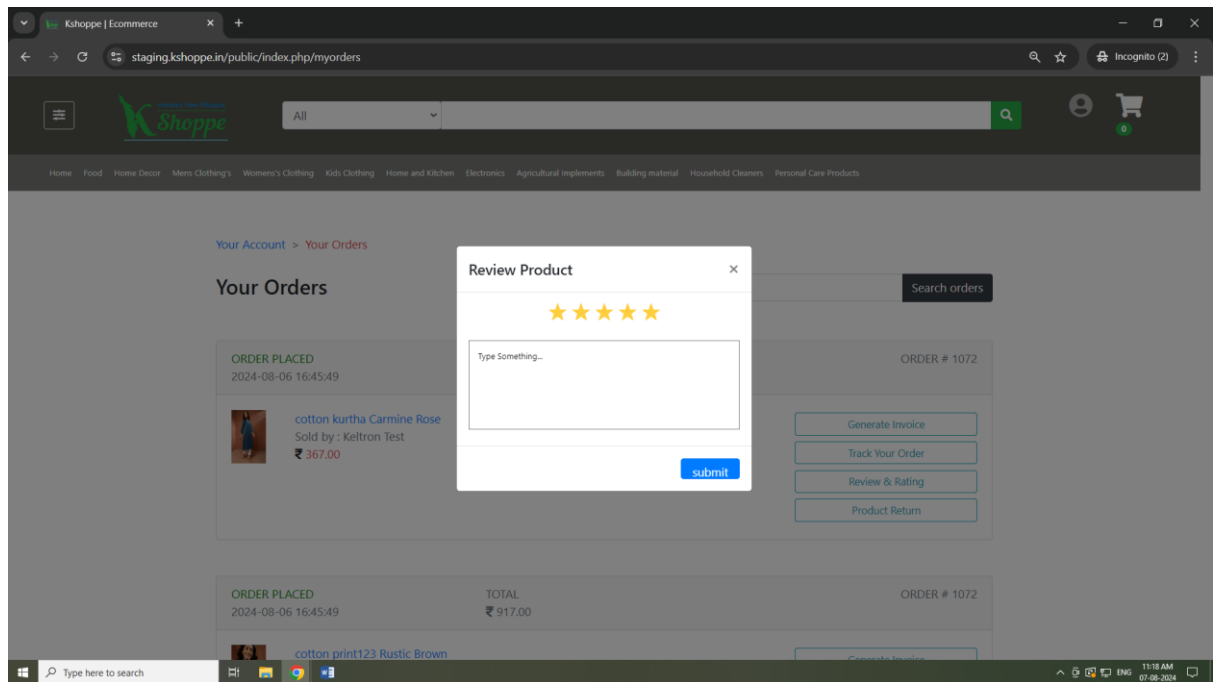 Kshoppe | Ecommerce
staging.kshoppe.in/public/index.php/myorders
Incognito (2)
K Shoppe
All
0
Home Food Home Decor Mens Clothing's Womens's Clothing Kids Clothing Home and Kitchen Electronics Agricultural Implements Building material Household Cleaners Personal Care Products
Your Account > Your Orders
Your Orders
Search orders
Review Product
Type Something...
submit
ORDER PLACED
2024-08-06 16:45:49
ORDER # 1072
cotton kurtha Carmine Rose
Sold by : Keltron Test
₹ 367.00
Generate Invoice
Track Your Order
Review & Rating
Product Return
ORDER PLACED
2024-08-06 16:45:49
TOTAL
₹ 917.00
ORDER # 1072
cotton print123 Rustic Brown
Generate Invoice
Type here to search
ENG
11:18 AM
07-08-2024